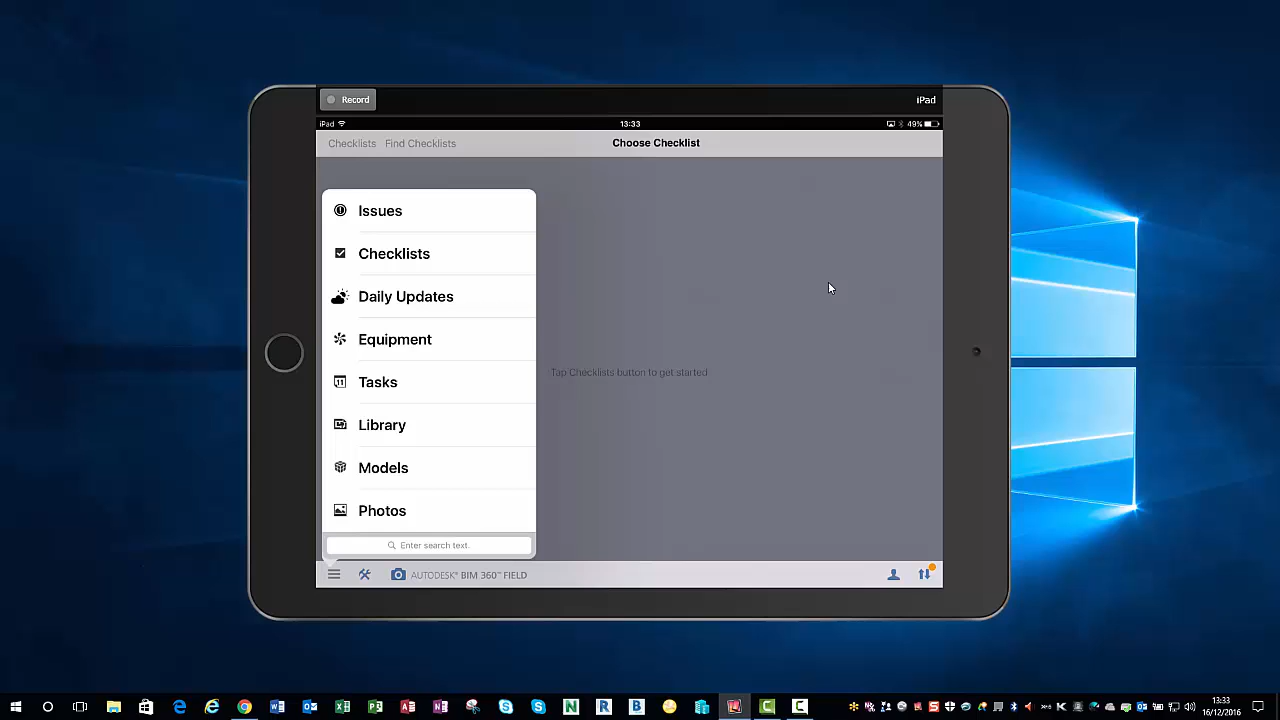 Record
iPad
iPad
13:33
49%
Checklists
Find Checklists
Choose Checklist
Issues
Checklists
Daily Updates
Equipment
Tasks
Library
Models
Photos
Enter search text.
Tap Checklists button to get started
AUTODESK® BIM 360™ FIELD
13:33
16/12/2016